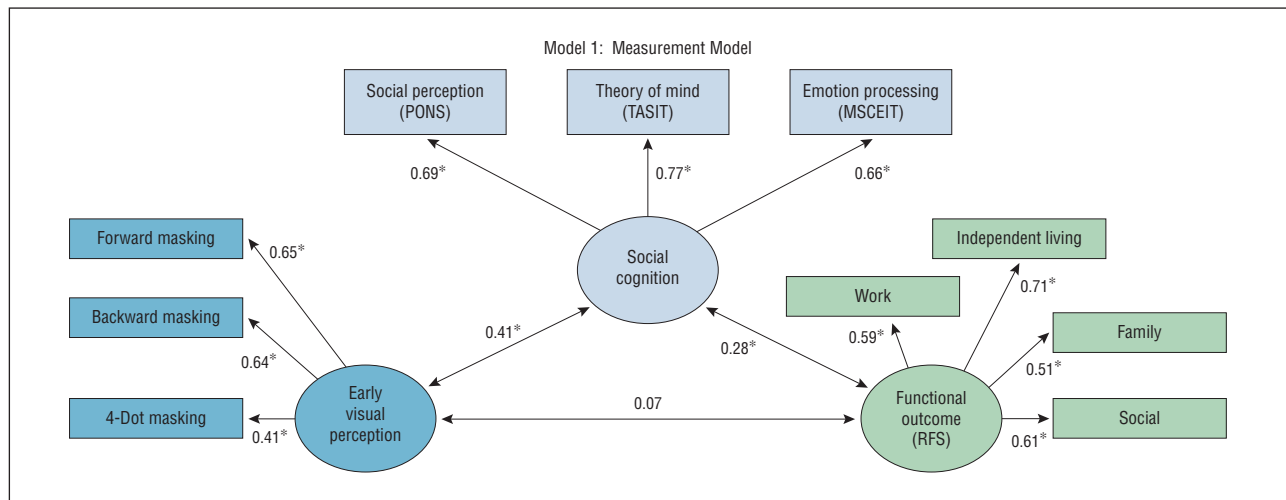 Model 1: Measurement Model
Social perception
(PONS)
Theory of mind
(TASIT)
Emotion processing
(MSCEIT)
0.69*
0.77*
0.66*
Forward masking
0.65*
Social
cognition
Independent living
Backward masking
Work
0.71*
0.64*
0.41*
0.28*
0.59*
Family
0.51*
4-Dot masking
0.41*
Early
visual
perception
0.07
Functional
outcome
(RFS)
Social
0.61*